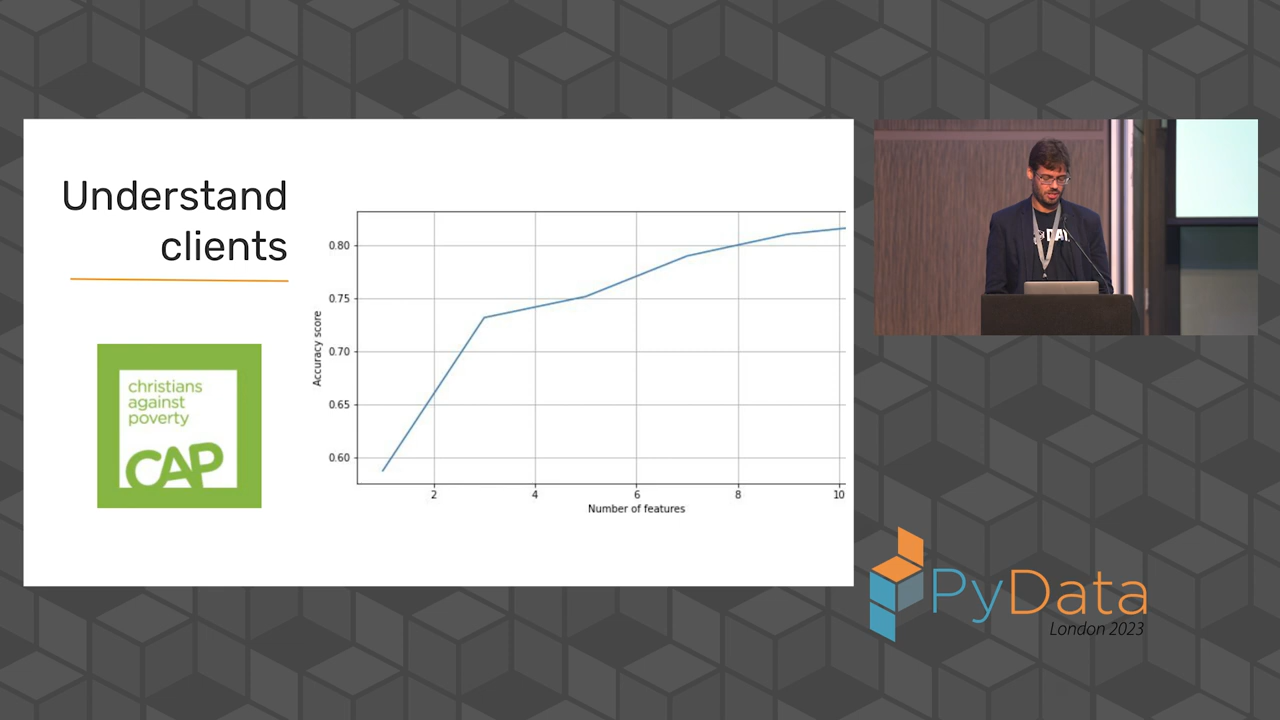 Understand
clients
christians
against
poverty
CAP
Accuracy score
0.80
0.75
0.70
0.65
0.60
2
4
6
8
10
Number of features
PyData
London 2023